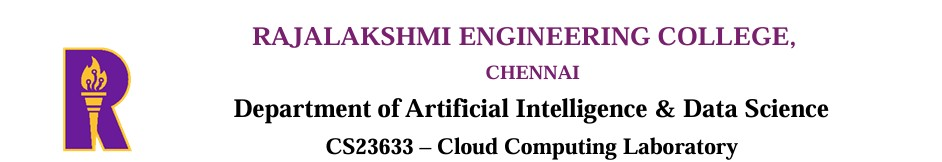 RAJALAKSHMI ENGINEERING COLLEGE,
CHENNAI
Department of Artificial Intelligence & Data Science
CS23633 – Cloud Computing Laboratory